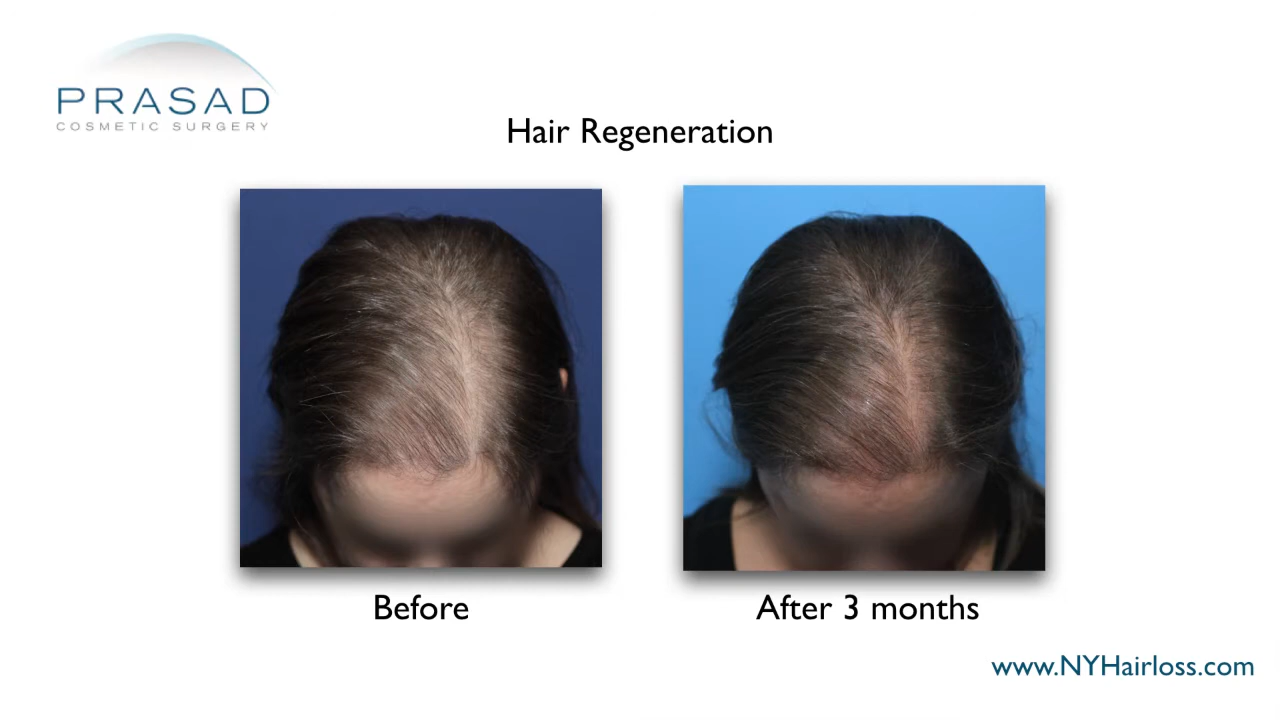 PRASAD
COSMETIC SURGERY
Hair Regeneration
Before
After 3 months
www.NYHairloss.com